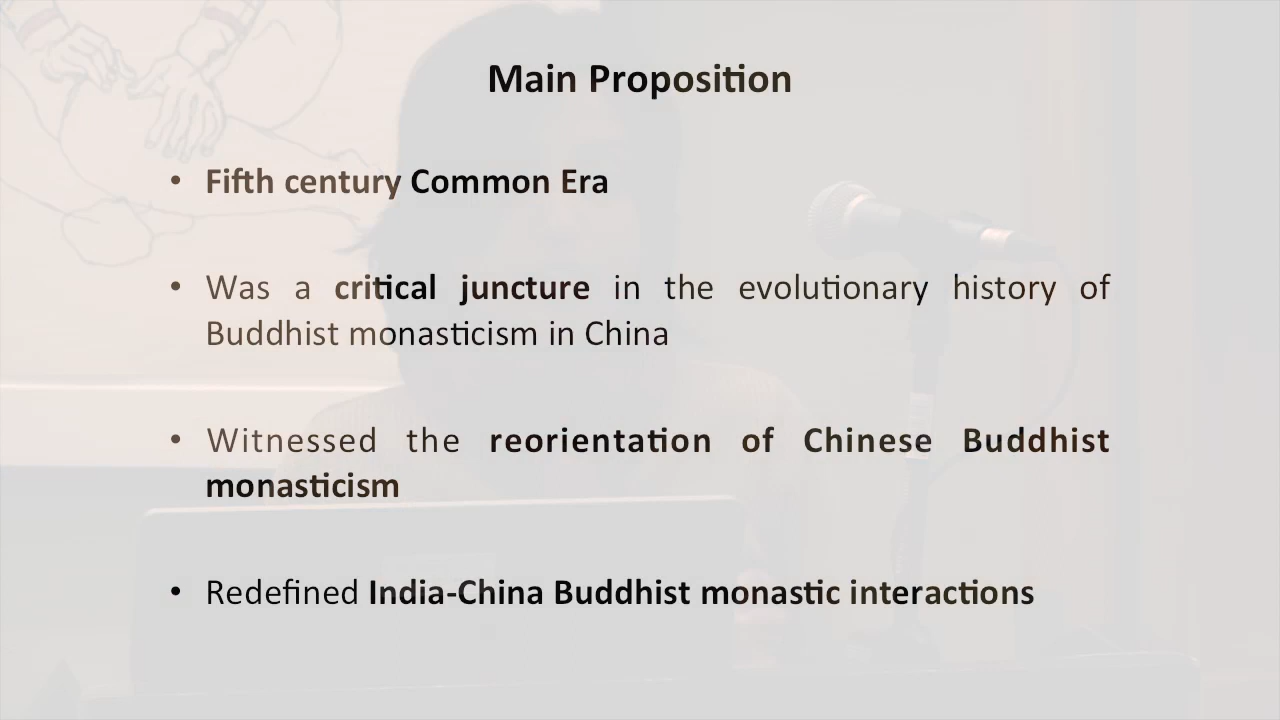 Main Proposition
• Fifth century Common Era
• Was a critical juncture in the evolutionary history of
Buddhist monasticism in China
• Witnessed the reorientation of Chinese Buddhist
monasticism
• Redefined India-China Buddhist monastic interactions